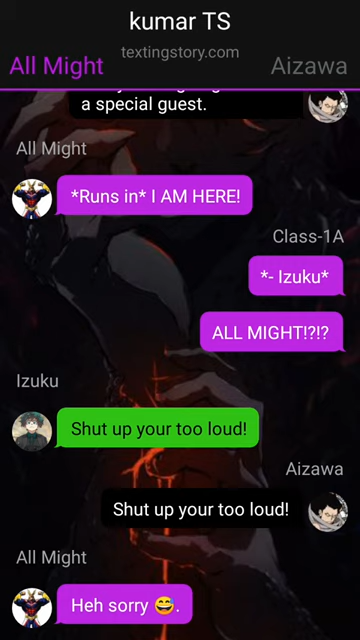 kumar TS
textingstory.com
All Might
Aizawa
a special guest.
All Might
*Runs in* I AM HERE!
Class-1A
*- Izuku*
ALL MIGHT!?!?
Izuku
Shut up your too loud!
Aizawa
Shut up your too loud!
All Might
Heh sorry 😅.